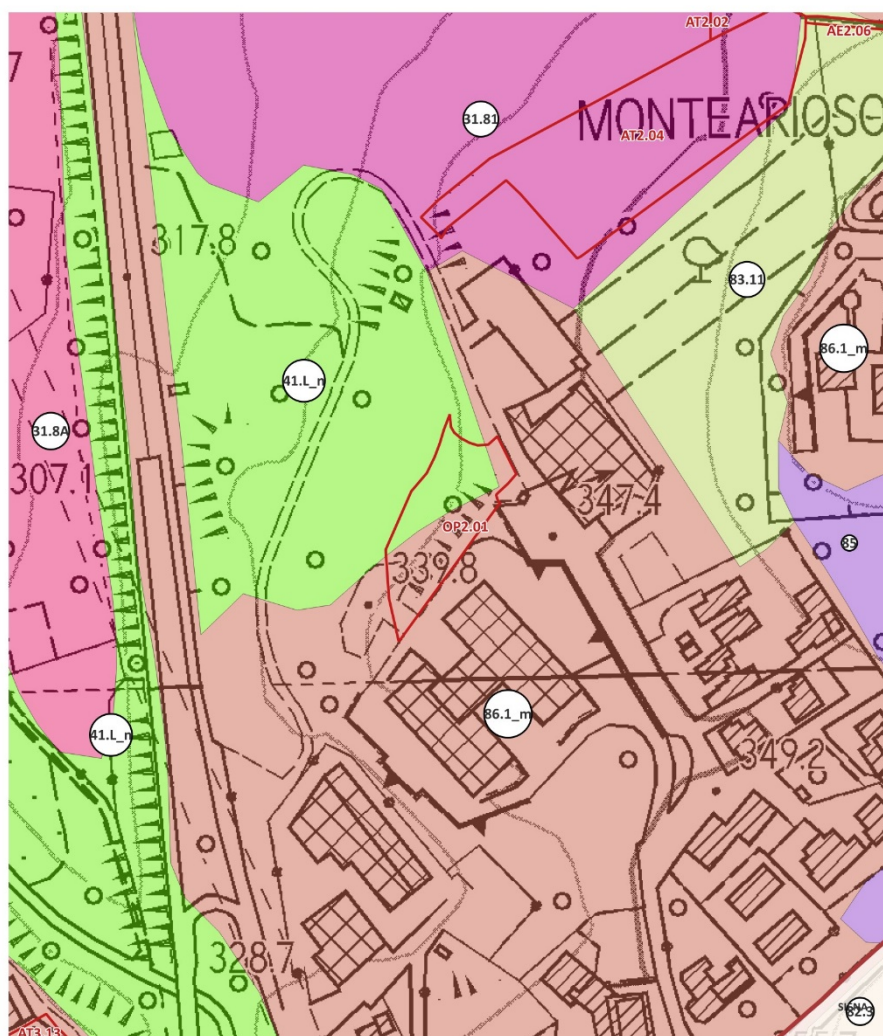 AT2.02
AE2.06
7
31.81
MONTEARIOSO
AT2.04
317.8
83.11
86.1_m
41.L_n
31.8A
307.1
347.4
OP2.01
85
339.8
86.1_m
41.L_n
349.2
328.7
SIGNA
82.3
AT3.13